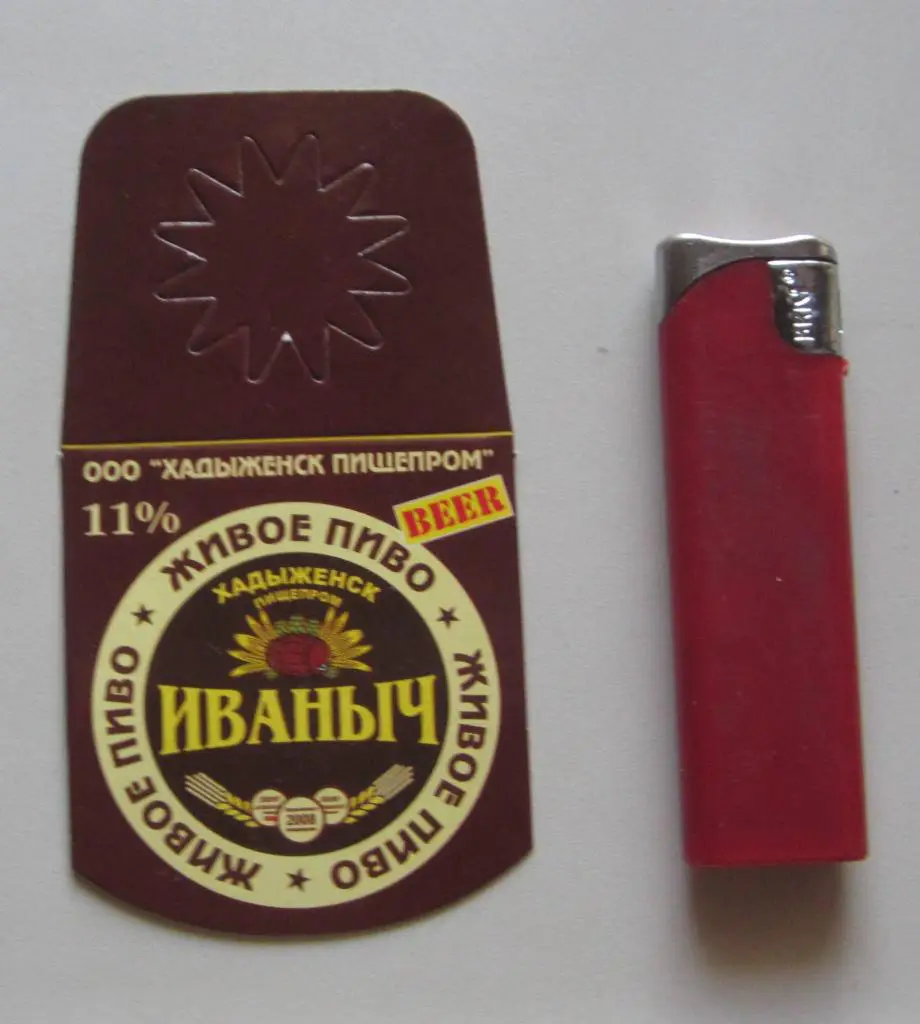 ООО "ХАДЫЖЕНСК ПИЩЕПРОМ"
11%
BEER
ЖИВОЕ ПИВО ★ ЖИВОЕ ПИВО ★ ЖИВОЕ ПИВО ★
ХАДЫЖЕНСК
ПИЩЕПРОМ
ИВАНЫЧ
2008